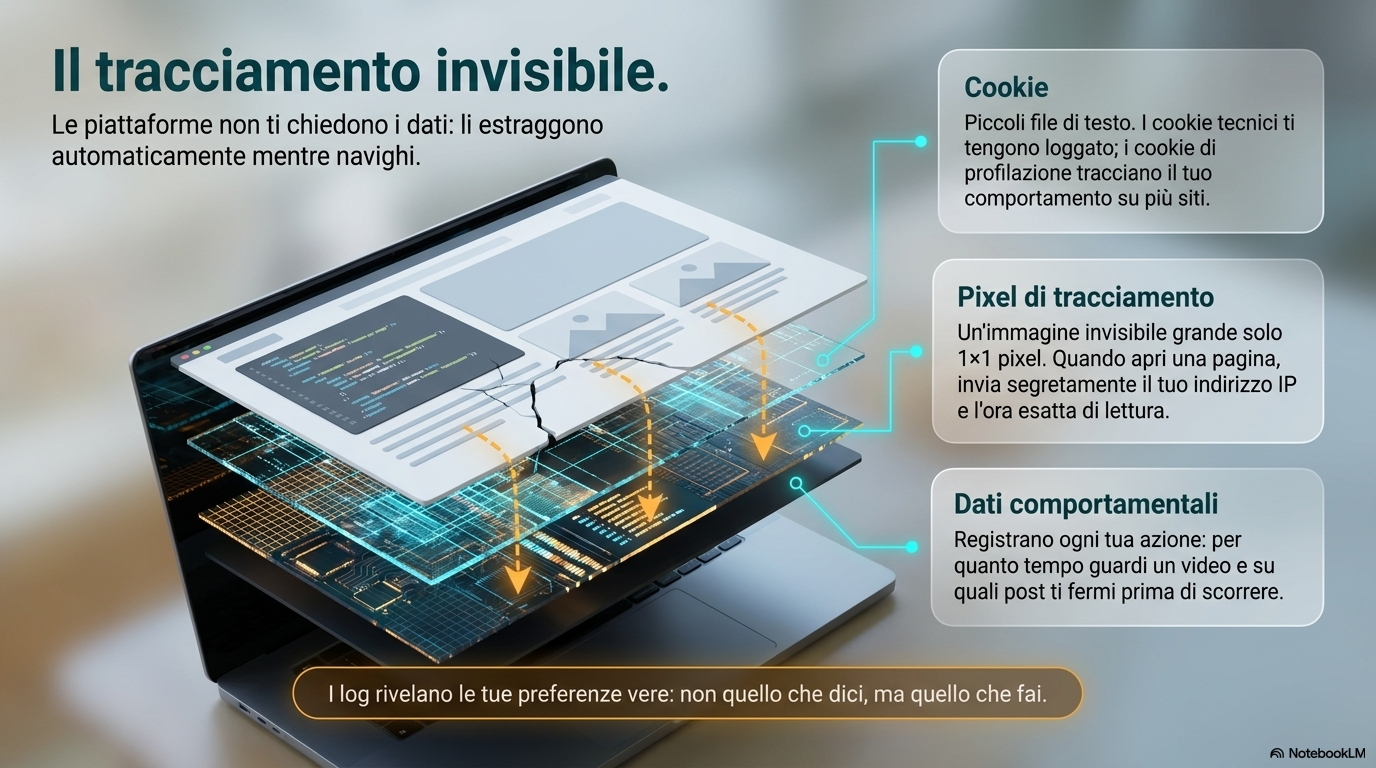 Il tracciamento invisibile.
Le piattaforme non ti chiedono i dati: li estraggono
automaticamente mentre navighi.
Cookie
Piccoli file di testo. I cookie tecnici ti
tengono loggato; i cookie di
profilazione tracciano il tuo
comportamento su più siti.
Pixel di tracciamento
Un'immagine invisibile grande solo
1×1 pixel. Quando apri una pagina,
invia segretamente il tuo indirizzo IP
e l'ora esatta di lettura.
Dati comportamentali
Registrano ogni tua azione: per
quanto tempo guardi un video e su
quali post ti fermi prima di scorrere.
I log rivelano le tue preferenze vere: non quello che dici, ma quello che fai.
NotebookLM